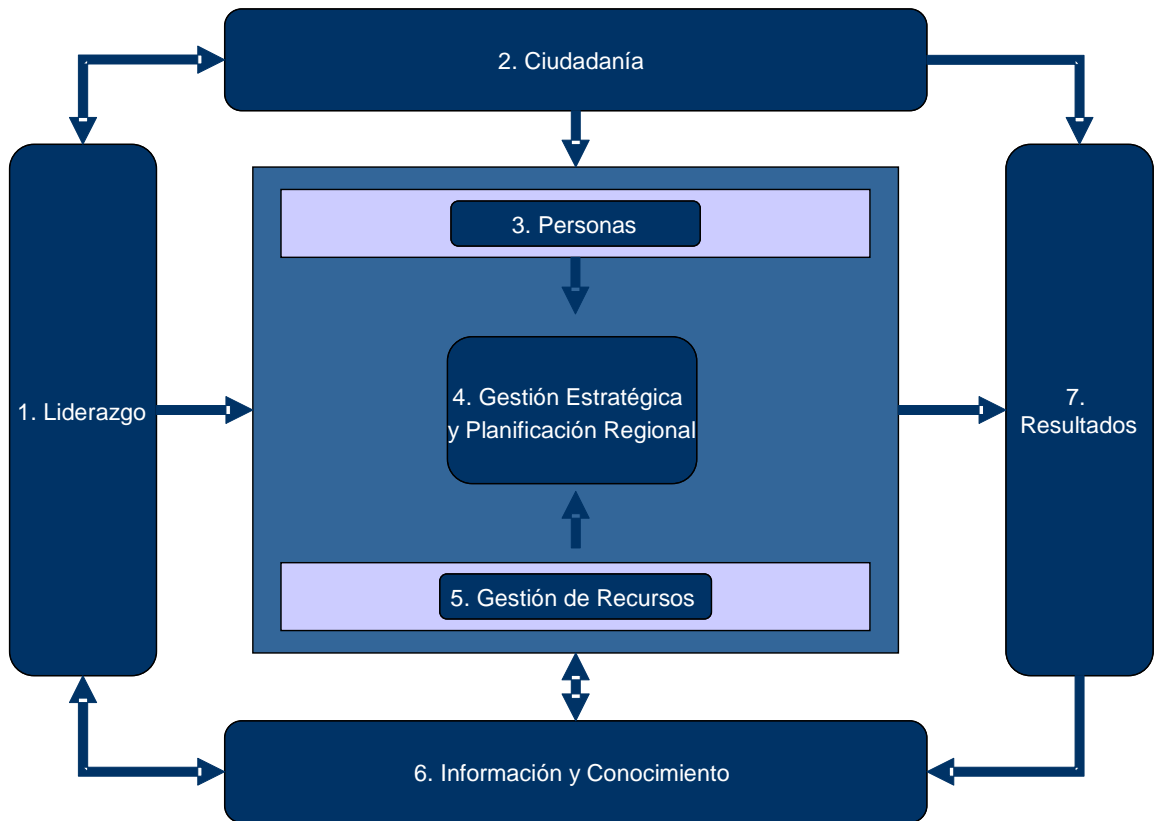 2. Ciudadanía
3. Personas
1. Liderazgo
4. Gestión Estratégica
y Planificación Regional
7.
Resultados
5. Gestión de Recursos
6. Información y Conocimiento